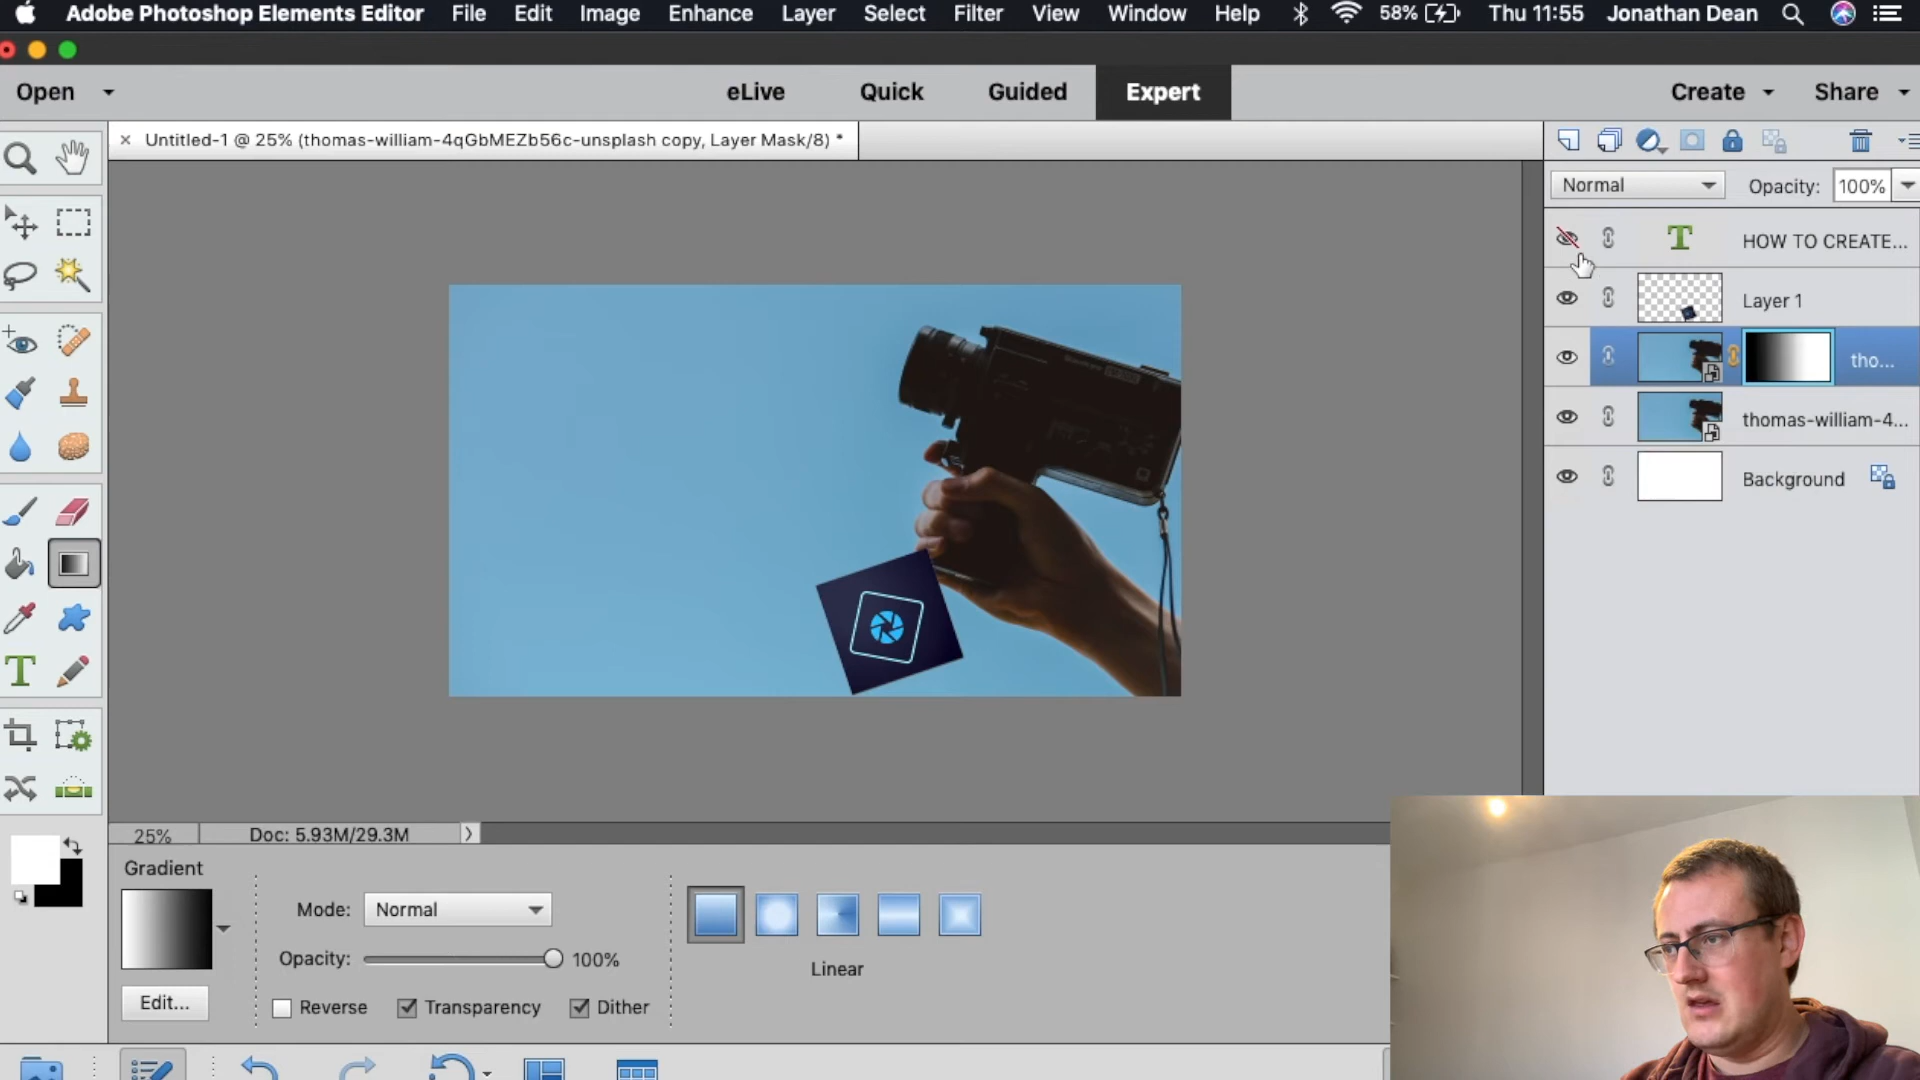 Adobe Photoshop Elements Editor File Edit Image Enhance Layer Select Filter View Window Help 58% Thu 11:55 Jonathan Dean
Open eLive Quick Guided Expert Create Share
× Untitled-1 @ 25% (thomas-william-4qGbMEZb56c-unsplash copy, Layer Mask/8) *
Normal Opacity: 100%
T HOW TO CREATE...
Layer 1
tho...
thomas-william-4...
Background
T
25% Doc: 5.93M/29.3M
Gradient
Mode: Normal
Opacity: 100%
Linear
Edit... Reverse Transparency Dither